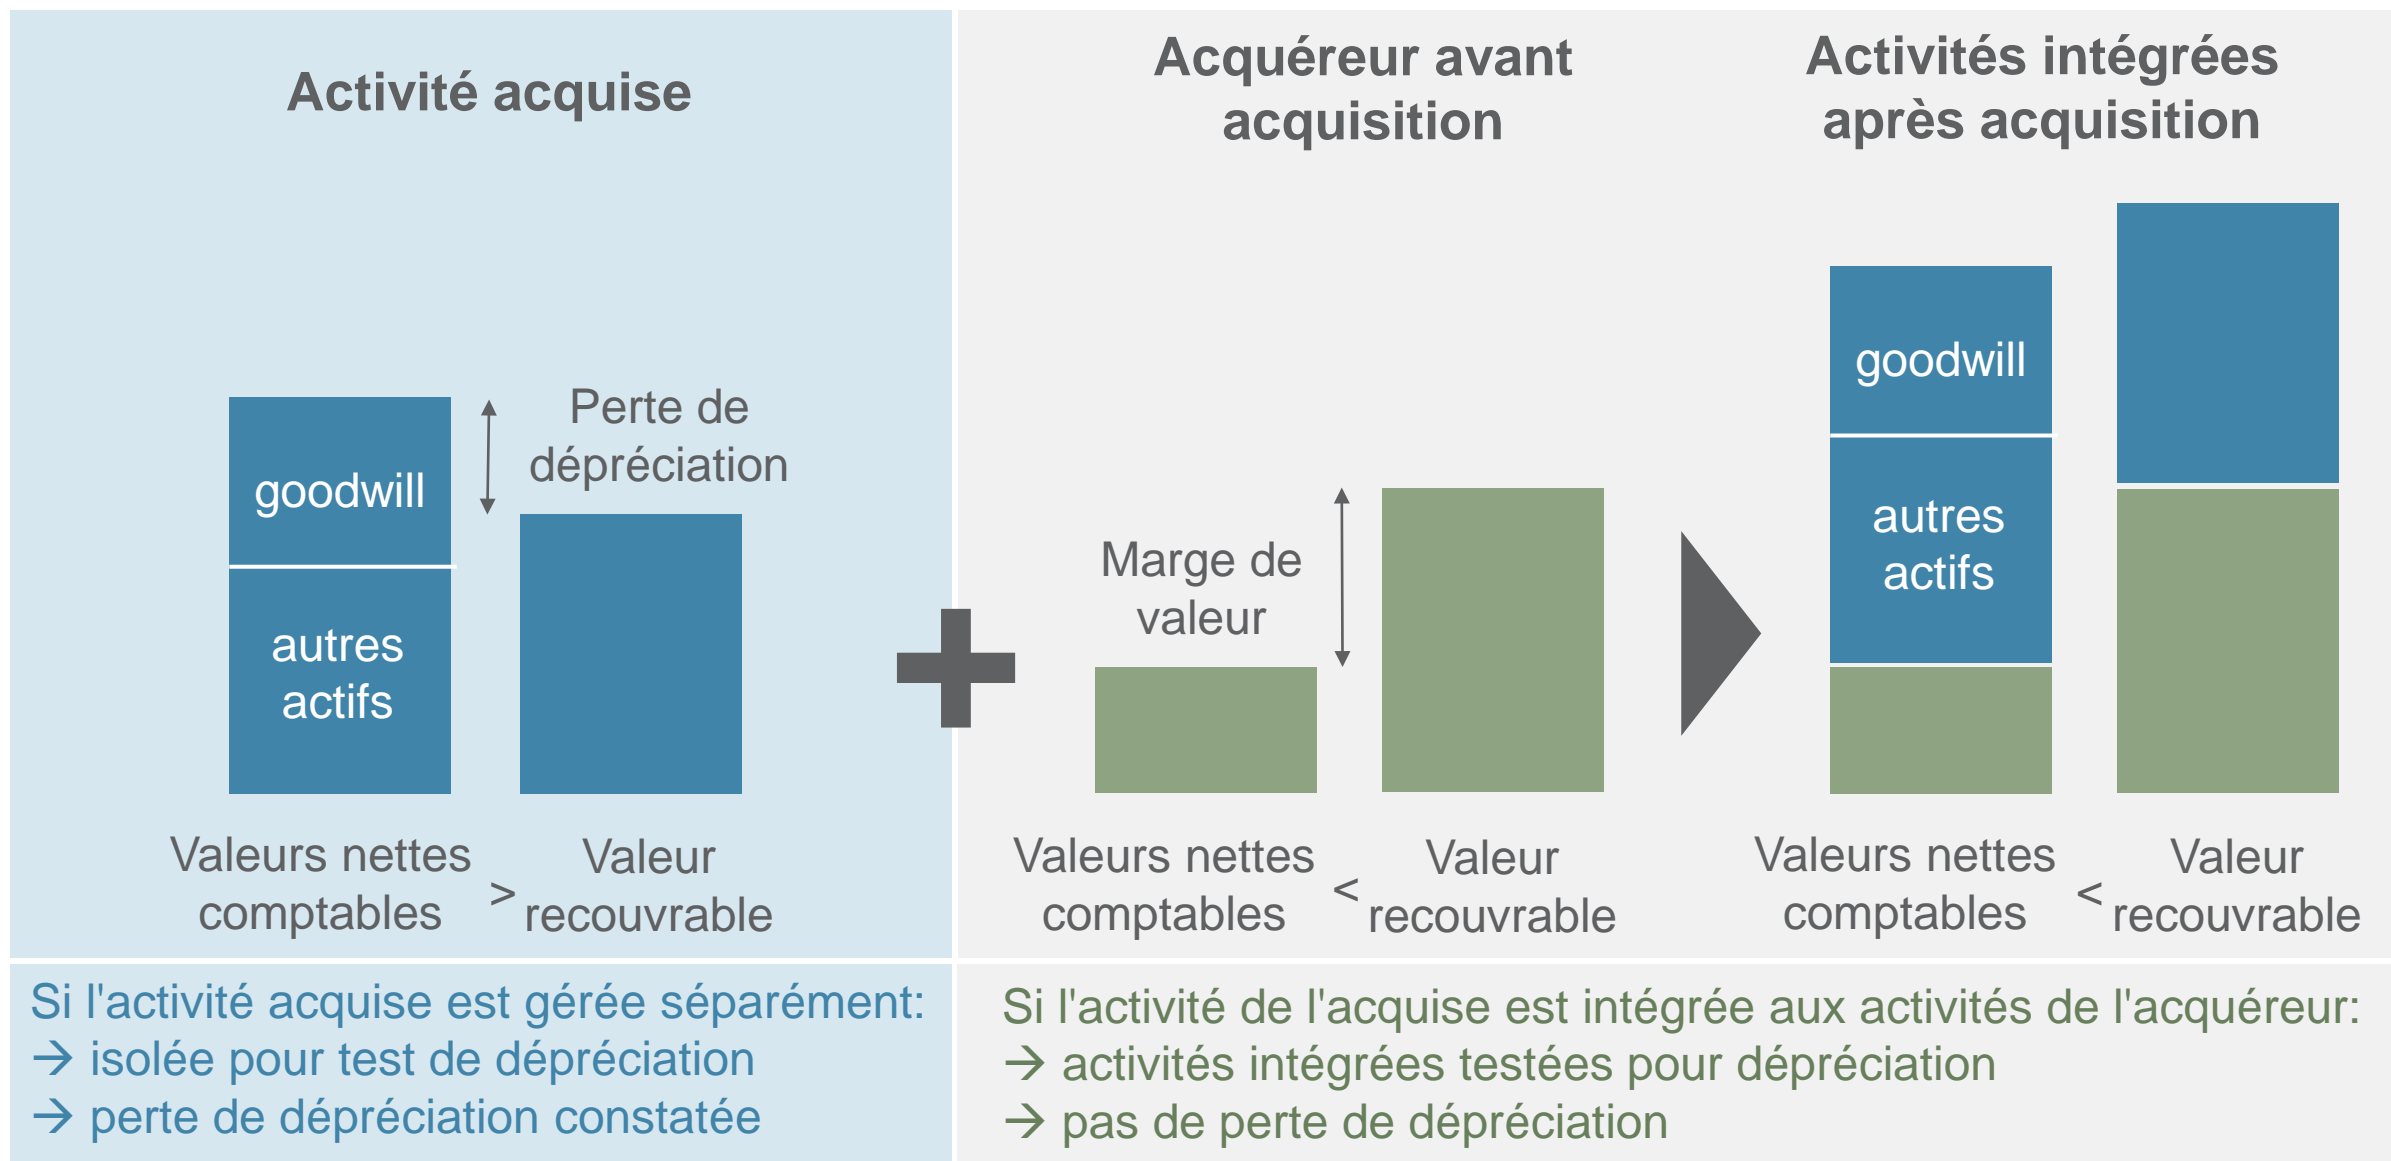 Activité acquise
goodwill
autres
actifs
Perte de
dépréciation
Valeurs nettes
comptables
>
Valeur
recouvrable
Si l'activité acquise est gérée séparément:
→ isolée pour test de dépréciation
→ perte de dépréciation constatée
Acquéreur avant
acquisition
Marge de
valeur
Valeurs nettes
comptables
<
Valeur
recouvrable
Activités intégrées
après acquisition
goodwill
autres
actifs
Valeurs nettes
comptables
<
Valeur
recouvrable
Si l'activité de l'acquise est intégrée aux activités de l'acquéreur:
→ activités intégrées testées pour dépréciation
→ pas de perte de dépréciation